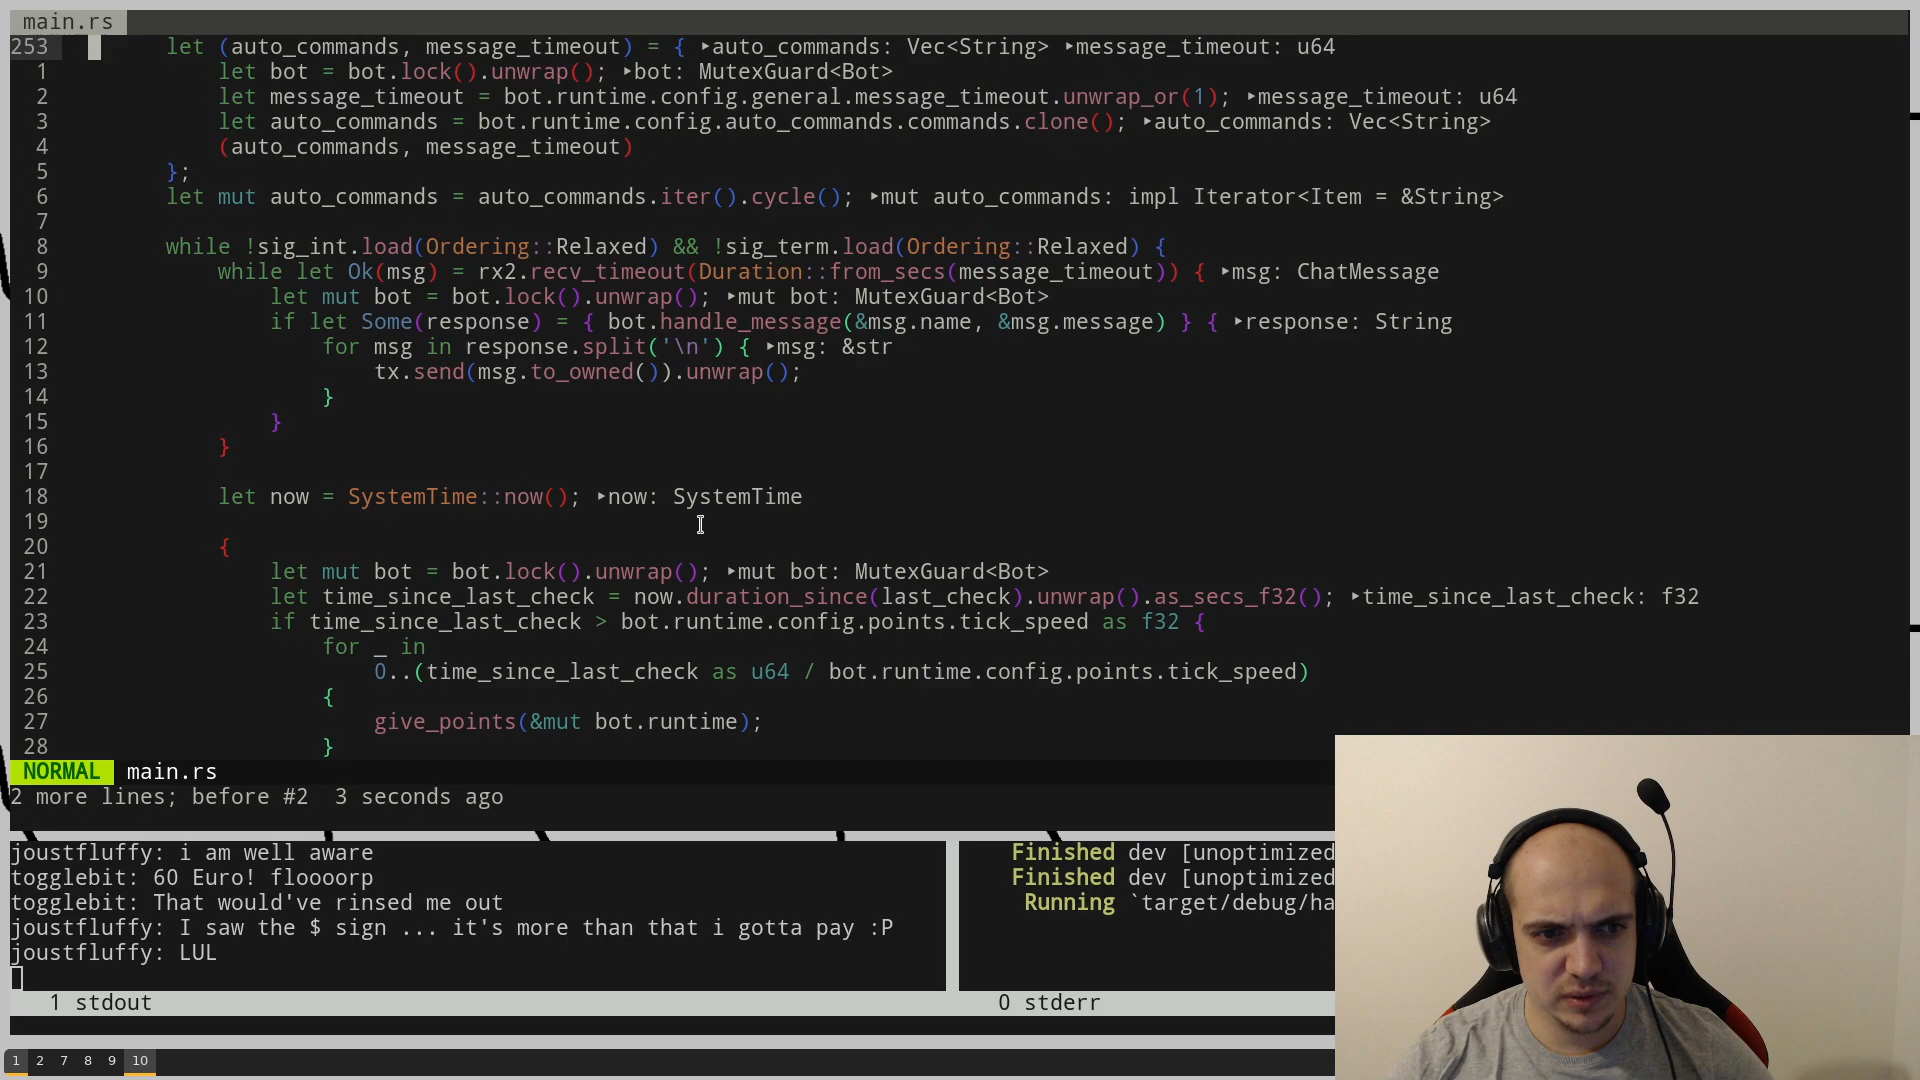 main.rs
253 let (auto_commands, message_timeout) = { ▸auto_commands: Vec<String> ▸message_timeout: u64
1 let bot = bot.lock().unwrap(); ▸bot: MutexGuard<Bot>
2 let message_timeout = bot.runtime.config.general.message_timeout.unwrap_or(1); ▸message_timeout: u64
3 let auto_commands = bot.runtime.config.auto_commands.commands.clone(); ▸auto_commands: Vec<String>
4 (auto_commands, message_timeout)
5 };
6 let mut auto_commands = auto_commands.iter().cycle(); ▸mut auto_commands: impl Iterator<Item = &String>
7
8 while !sig_int.load(Ordering::Relaxed) && !sig_term.load(Ordering::Relaxed) {
9 while let Ok(msg) = rx2.recv_timeout(Duration::from_secs(message_timeout)) { ▸msg: ChatMessage
10 let mut bot = bot.lock().unwrap(); ▸mut bot: MutexGuard<Bot>
11 if let Some(response) = { bot.handle_message(&msg.name, &msg.message) } { ▸response: String
12 for msg in response.split('\n') { ▸msg: &str
13 tx.send(msg.to_owned()).unwrap();
14 }
15 }
16 }
17
18 let now = SystemTime::now(); ▸now: SystemTime
19
20 {
21 let mut bot = bot.lock().unwrap(); ▸mut bot: MutexGuard<Bot>
22 let time_since_last_check = now.duration_since(last_check).unwrap().as_secs_f32(); ▸time_since_last_check: f32
23 if time_since_last_check > bot.runtime.config.points.tick_speed as f32 {
24 for _ in
25 0..(time_since_last_check as u64 / bot.runtime.config.points.tick_speed)
26 {
27 give_points(&mut bot.runtime);
28 }
NORMAL main.rs
2 more lines; before #2 3 seconds ago
joustfluffy: i am well aware
togglebit: 60 Euro! floooorp
togglebit: That would've rinsed me out
joustfluffy: I saw the $ sign ... it's more than that i gotta pay :P
joustfluffy: LUL
1 stdout
Finished dev [unoptimized
Finished dev [unoptimized
Running `target/debug/ha
0 stderr
1 2 7 8 9 10